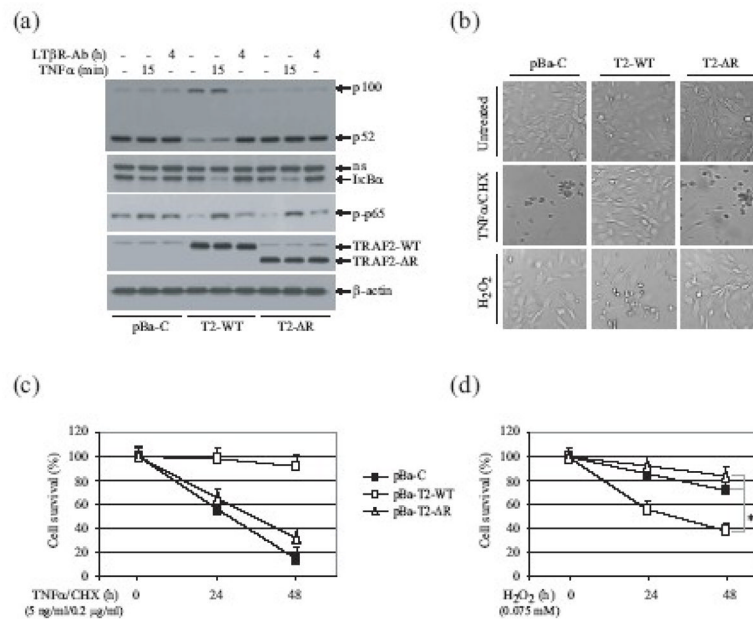 (a)
LTβR-Ab (h) - - 4 - - 4 - - 4
TNFα (min) - 15 - - 15 - - 15 -
p100
p52
ns
IκBα
p-p65
TRAF2-WT
TRAF2-ΔR
β-actin
pBa-C T2-WT T2-ΔR
(b)
pBa-C T2-WT T2-ΔR
Untreated
TNFα/CHX
H2O2
(c)
120
100
80
60
40
20
0
Cell survival (%)
TNFα/CHX (h) 0 24 48
(5 ng/ml/0.2 μg/ml)
pBa-C
pBa-T2-WT
pBa-T2-ΔR
(d)
120
100
80
60
40
20
0
Cell survival (%)
*
H2O2 (h) 0 24 48
(0.075 mM)